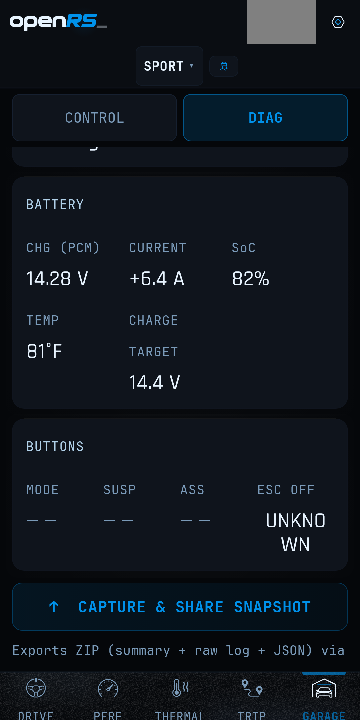 openRS_
SPORT ▾
CONTROL DIAG
BATTERY
CHG (PCM) CURRENT SoC
14.28 V +6.4 A 82%
TEMP CHARGE
TARGET
81°F
14.4 V
BUTTONS
MODE SUSP ASS ESC OFF
— — — — — — UNKNO
WN
↑ CAPTURE & SHARE SNAPSHOT
Exports ZIP (summary + raw log + JSON) via
DRIVE PERF THERMAL TRIP GARAGE